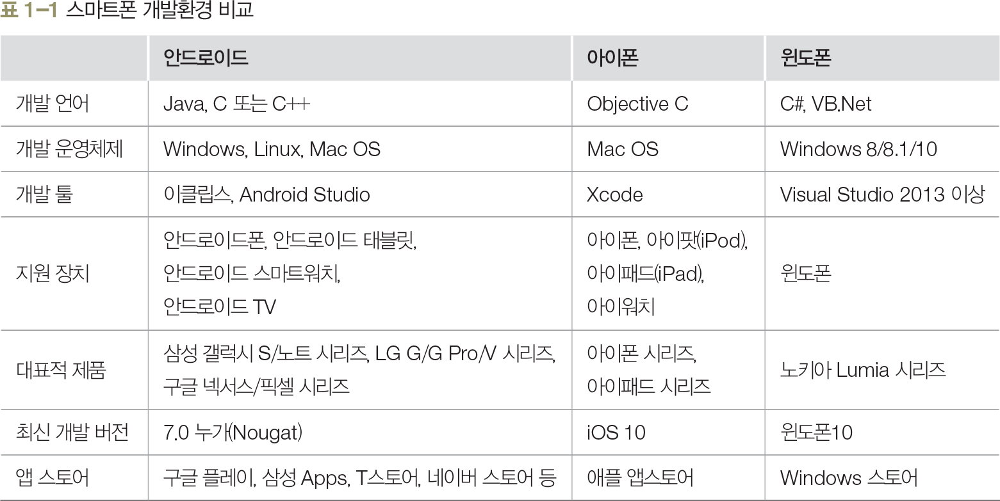 표 1-1 스마트폰 개발환경 비교
안드로이드 아이폰 윈도폰
개발 언어 Java, C 또는 C++ Objective C C#, VB.Net
개발 운영체제 Windows, Linux, Mac OS Mac OS Windows 8/8.1/10
개발 툴 이클립스, Android Studio Xcode Visual Studio 2013 이상
지원 장치
안드로이드폰, 안드로이드 태블릿,
안드로이드 스마트워치,
안드로이드 TV
아이폰, 아이팟(iPod),
아이패드(iPad),
아이워치
윈도폰
대표적 제품
삼성 갤럭시 S/노트 시리즈, LG G/G Pro/V 시리즈,
구글 넥서스/픽셀 시리즈
아이폰 시리즈,
아이패드 시리즈
노키아 Lumia 시리즈
최신 개발 버전 7.0 누가(Nougat) iOS 10 윈도폰10
앱 스토어 구글 플레이, 삼성 Apps, T스토어, 네이버 스토어 등 애플 앱스토어 Windows 스토어